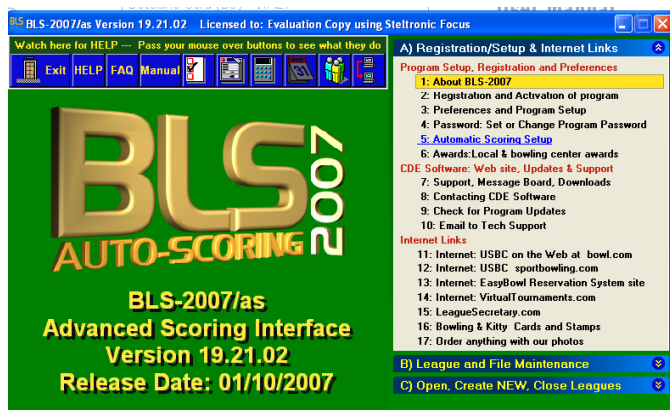 User manual
BLS-2007/as Version 19.21.02 Licensed to: Evaluation Copy using Steltronic Focus
Watch here for HELP --- Pass your mouse over buttons to see what they do
Exit HELP FAQ Manual
31
BLS
2007
AUTO-SCORING
BLS-2007/as
Advanced Scoring Interface
Version 19.21.02
Release Date: 01/10/2007
A) Registration/Setup & Internet Links
Program Setup, Registration and Preferences
1: About BLS-2007
2: Registration and Activation of program
3: Preferences and Program Setup
4: Password: Set or Change Program Password
5: Automatic Scoring Setup
6: Awards:Local & bowling center awards
CDE Software: Web site, Updates & Support
7: Support, Message Board, Downloads
8: Contacting CDE Software
9: Check for Program Updates
10: Email to Tech Support
Internet Links
11: Internet: USBC on the Web at bowl.com
12: Internet: USBC sportbowling.com
13: Internet: EasyBowl Reservation System site
14: Internet: VirtualTournaments.com
15: LeagueSecretary.com
16: Bowling & Kitty Cards and Stamps
17: Order anything with our photos
B) League and File Maintenance
C) Open, Create NEW, Close Leagues